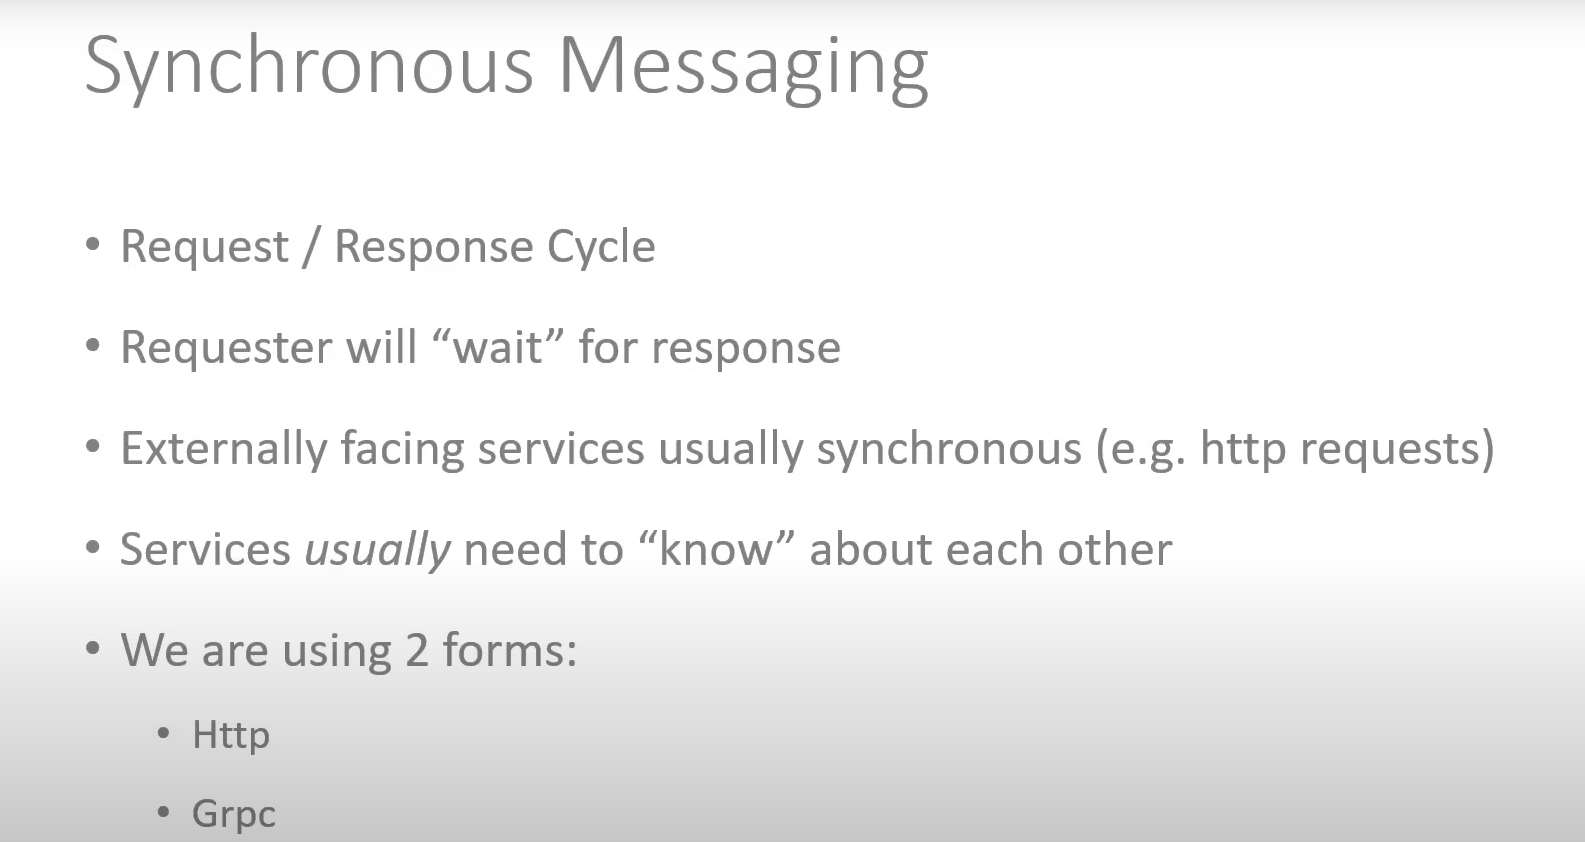 Synchronous Messaging
• Request / Response Cycle
• Requester will “wait” for response
• Externally facing services usually synchronous (e.g. http requests)
• Services usually need to “know” about each other
• We are using 2 forms:
• Http
• Grpc